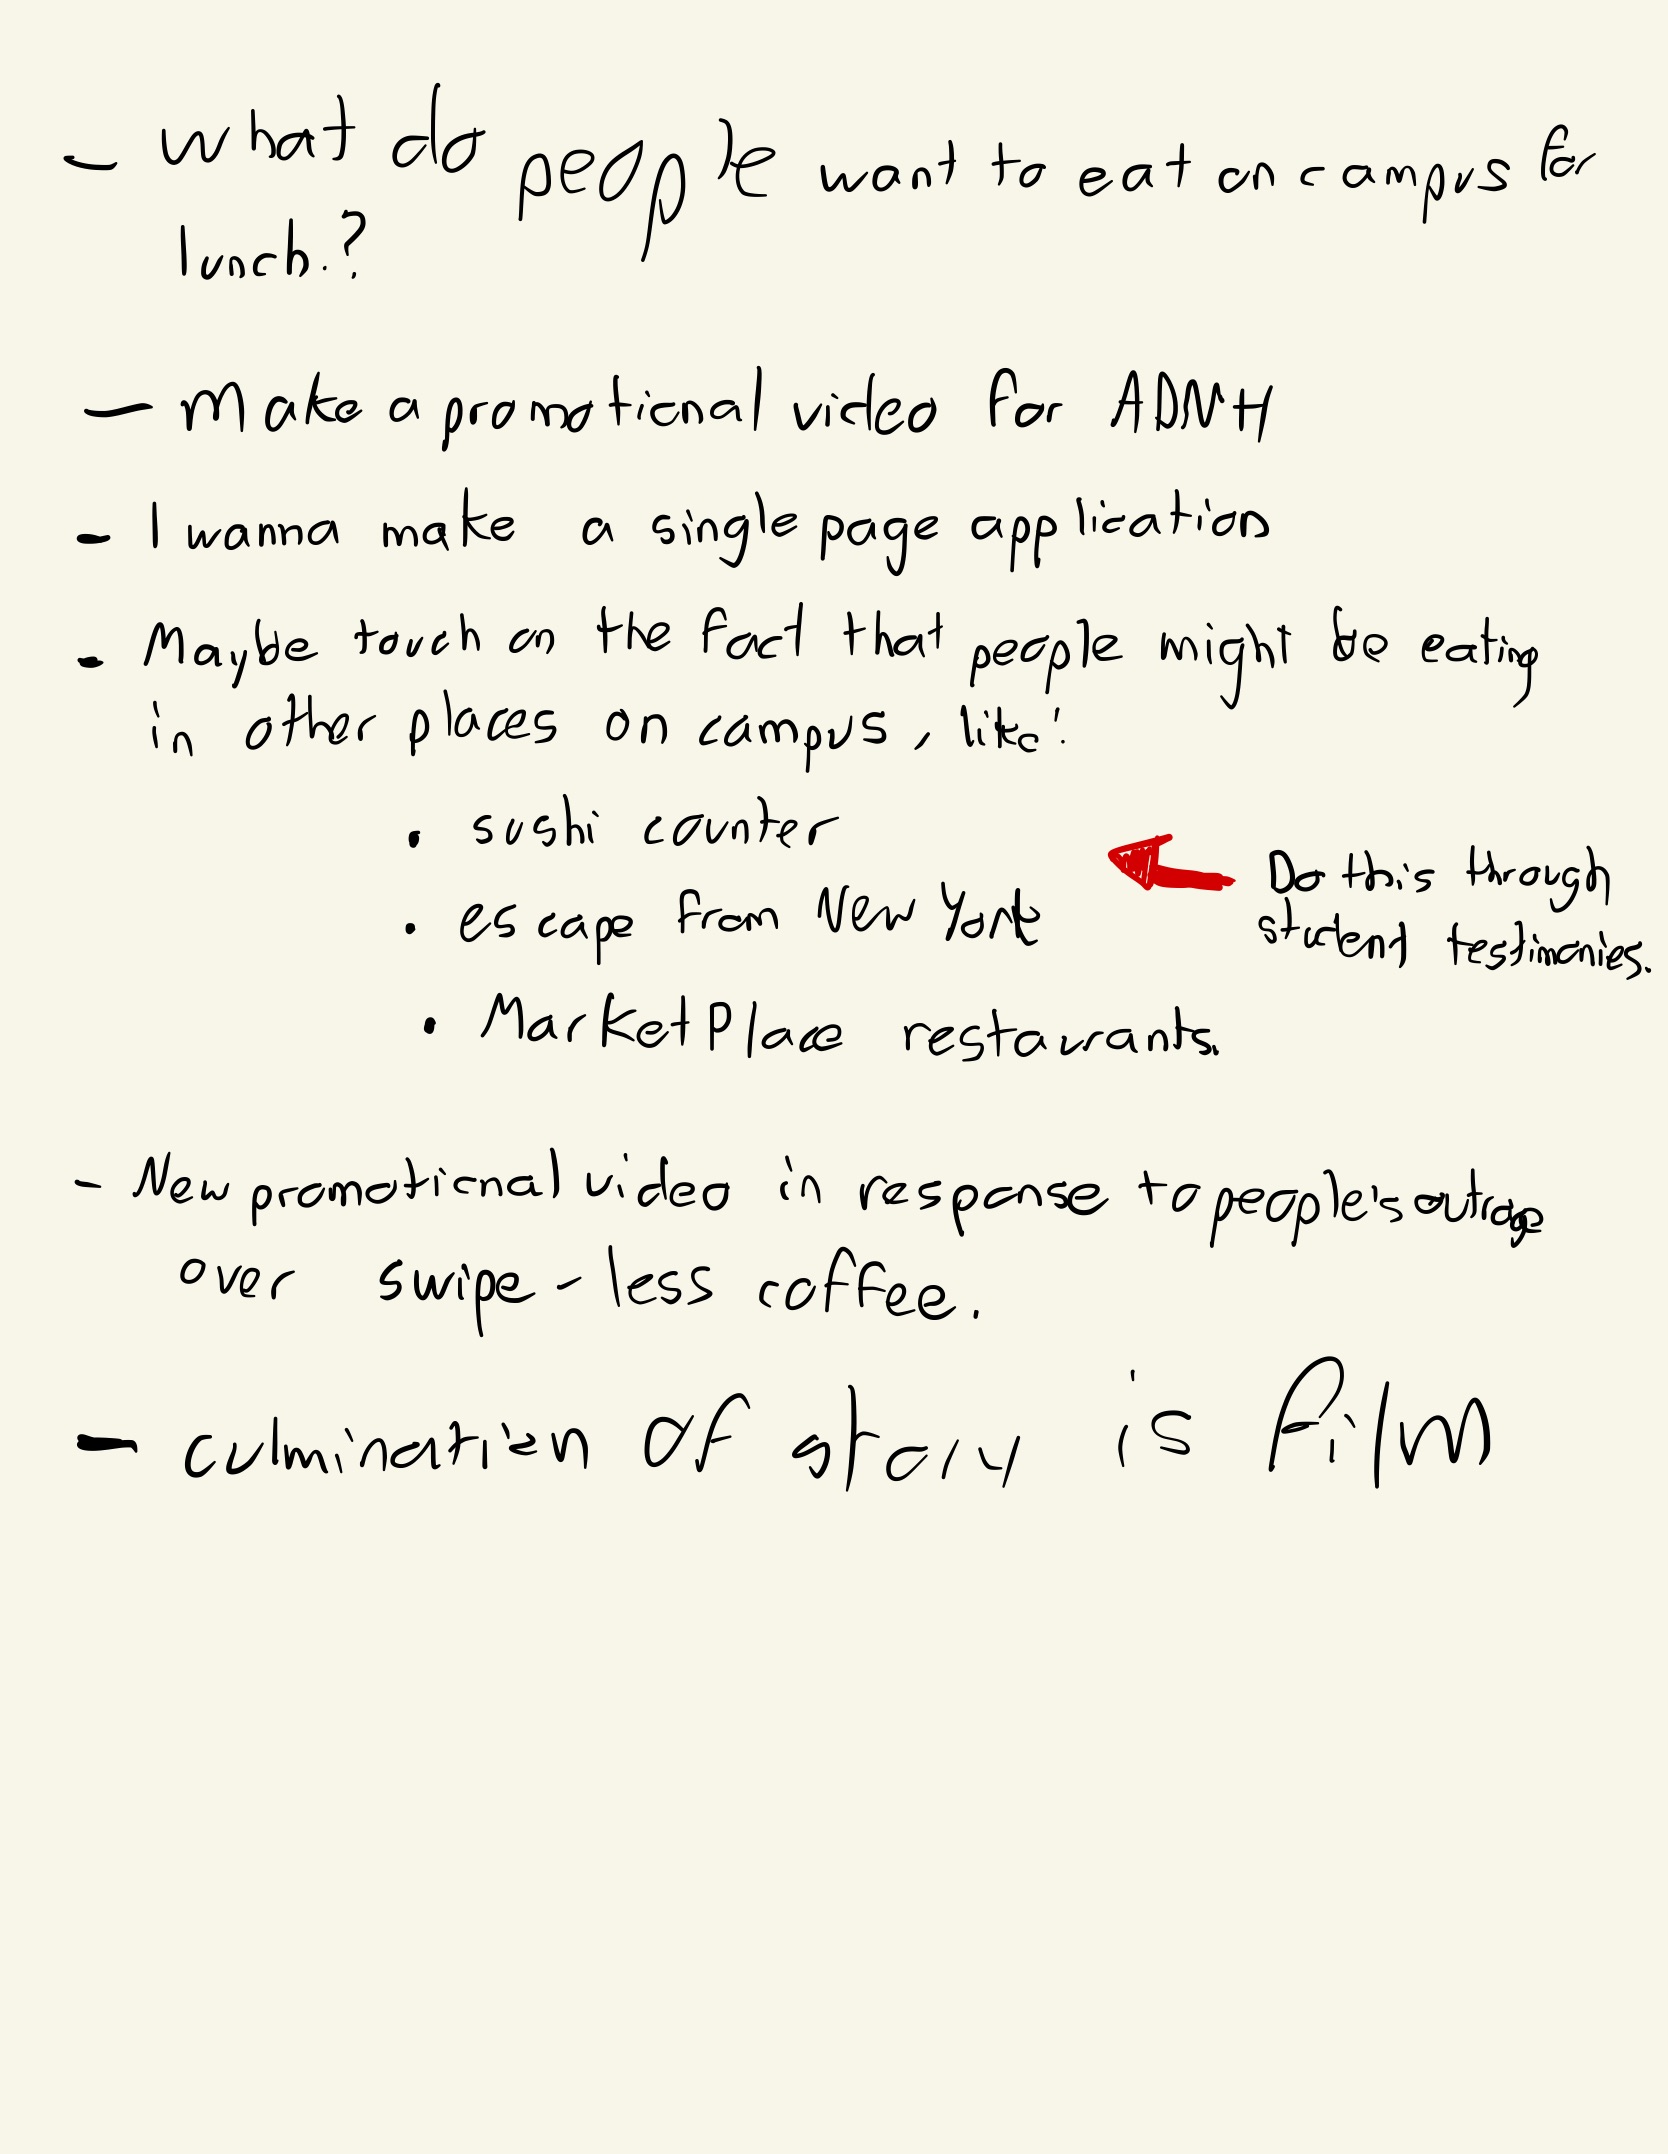 - What do people want to eat on campus for
lunch.?
- Make a promotional video for ADNH
- I wanna make a single page application
- Maybe touch on the fact that people might be eating
in other places on campus, like:
• sushi counter
• escape from New York
Do this through
student testimonies.
• MarketPlace restaurants.
- New promotional video in response to people's outrage
over swipe-less coffee.
- culmination of story is film